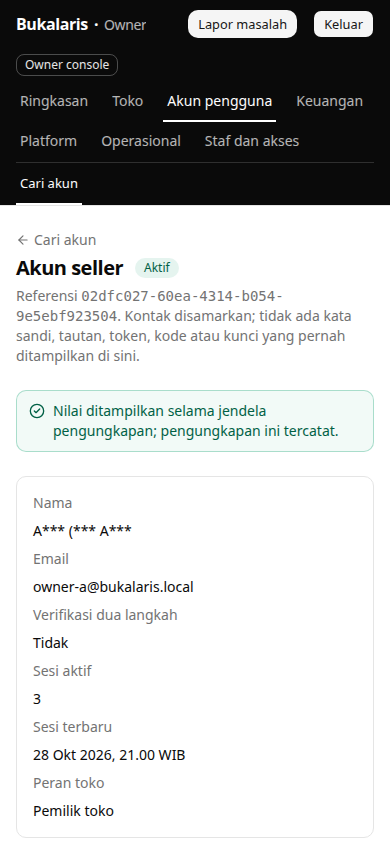 Bukalaris · Owner
Lapor masalah
Keluar
Owner console
Ringkasan
Toko
Akun pengguna
Keuangan
Platform
Operasional
Staf dan akses
Cari akun
← Cari akun
Akun seller
Aktif
Referensi 02dfc027-60ea-4314-b054-
9e5ebf923504. Kontak disamarkan; tidak ada kata
sandi, tautan, token, kode atau kunci yang pernah
ditampilkan di sini.
Nilai ditampilkan selama jendela
pengungkapan; pengungkapan ini tercatat.
Nama
A*** (*** A***
Email
owner-a@bukalaris.local
Verifikasi dua langkah
Tidak
Sesi aktif
3
Sesi terbaru
28 Okt 2026, 21.00 WIB
Peran toko
Pemilik toko